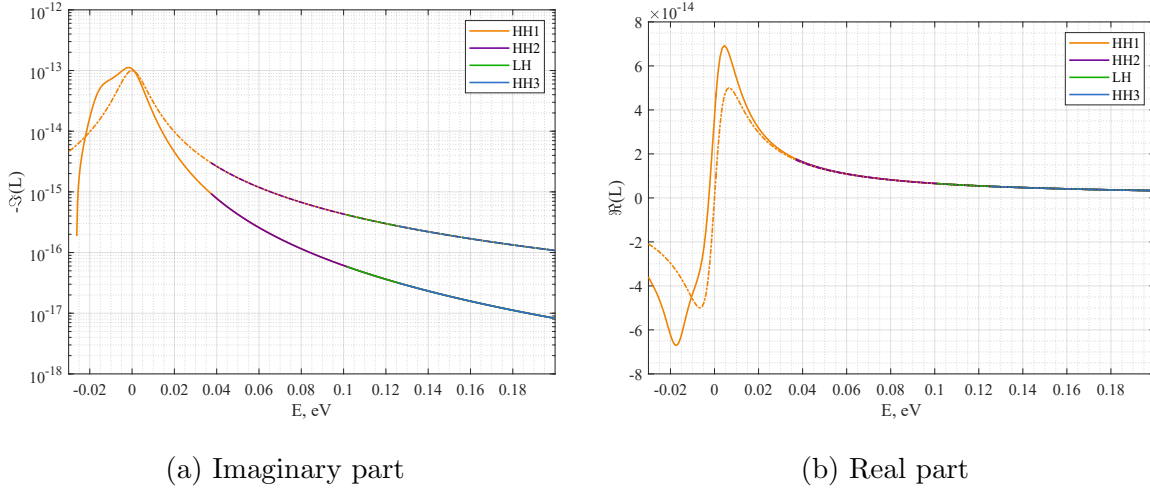 10^-12
10^-13
10^-14
10^-15
10^-16
10^-17
10^-18
-ℑ(L)
-0.02 0 0.02 0.04 0.06 0.08 0.1 0.12 0.14 0.16 0.18
E, eV
HH1
HH2
LH
HH3
(a) Imaginary part
×10^-14
8
6
4
2
0
-2
-4
-6
-8
ℜ(L)
-0.02 0 0.02 0.04 0.06 0.08 0.1 0.12 0.14 0.16 0.18
E, eV
HH1
HH2
LH
HH3
(b) Real part